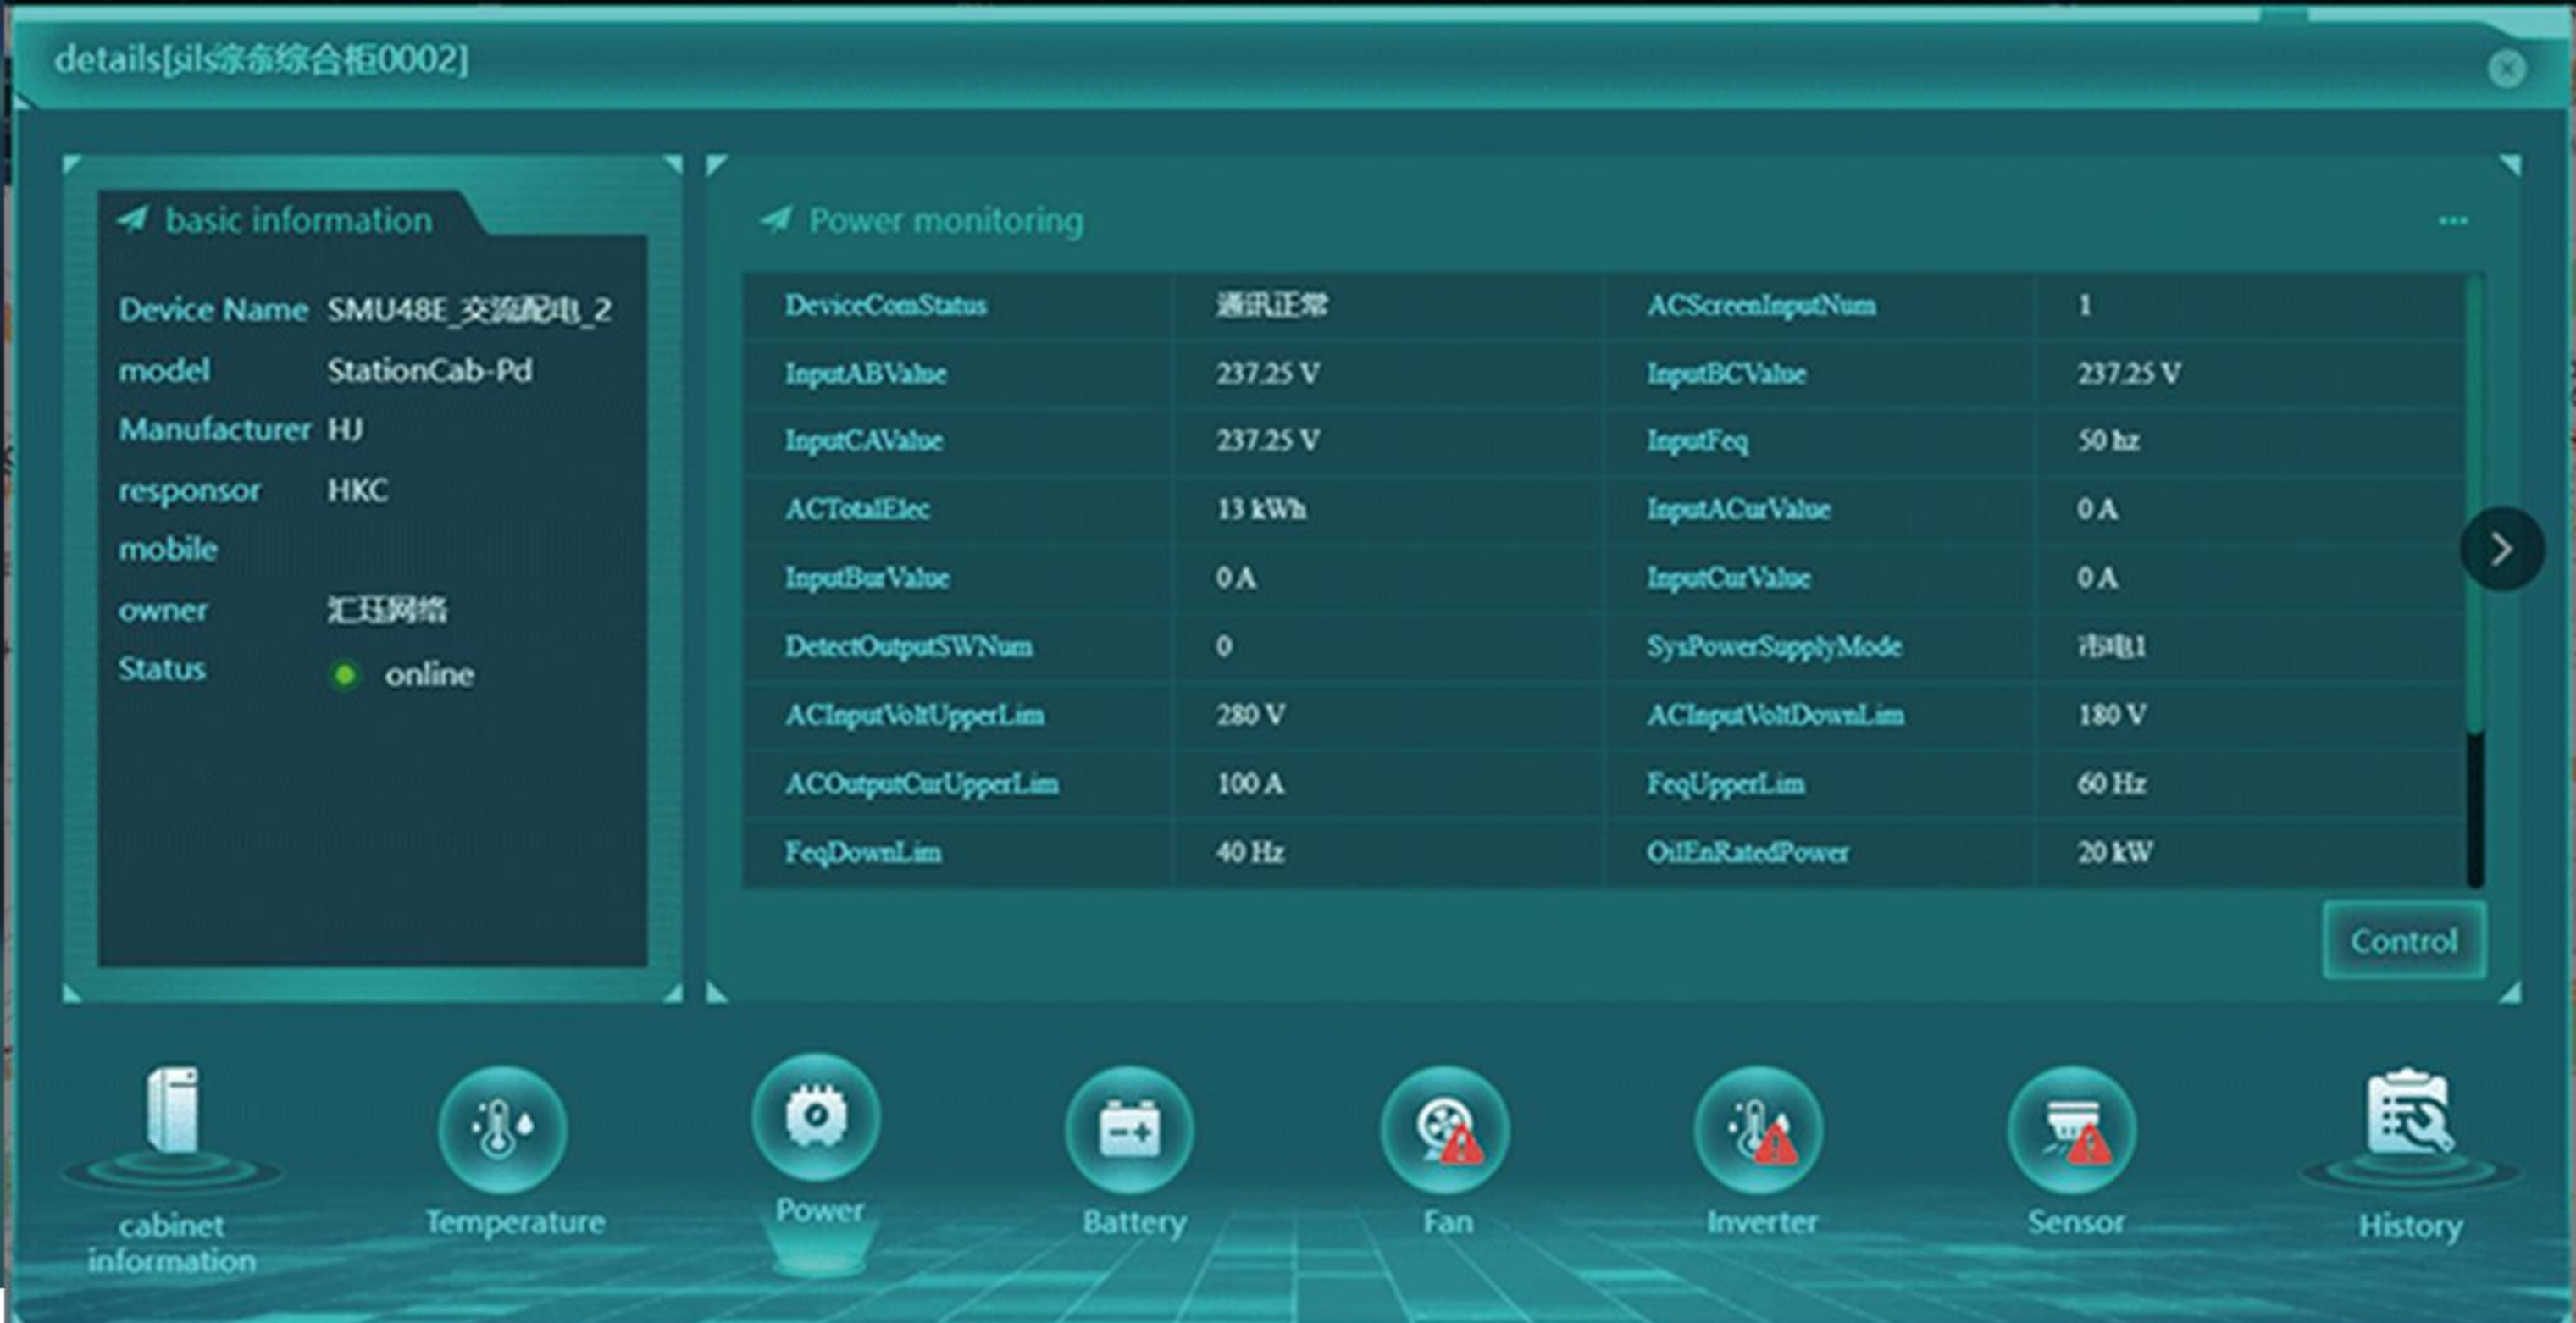 details[sils综合综合柜0002]
basic information
Device Name SMU48E_交流配电_2
model StationCab-Pd
Manufacturer HJ
responsor HKC
mobile
owner 汇珏网络
Status online
Power monitoring
DeviceComStatus 通讯正常 ACScreenInputNum 1
InputABValue 237.25 V InputBCValue 237.25 V
InputCAValue 237.25 V InputFeq 50 hz
ACTotalElec 13 kWh InputACurValue 0 A
InputBurValue 0 A InputCurValue 0 A
DetectOutputSWNum 0 SysPowerSupplyMode 市电1
ACInputVoltUpperLim 280 V ACInputVoltDownLim 180 V
ACOutputCurUpperLim 100 A FeqUpperLim 60 Hz
FeqDownLim 40 Hz OilEnRatedPower 20 kW
Control
cabinet
information
Temperature
Power
Battery
Fan
Inverter
Sensor
History